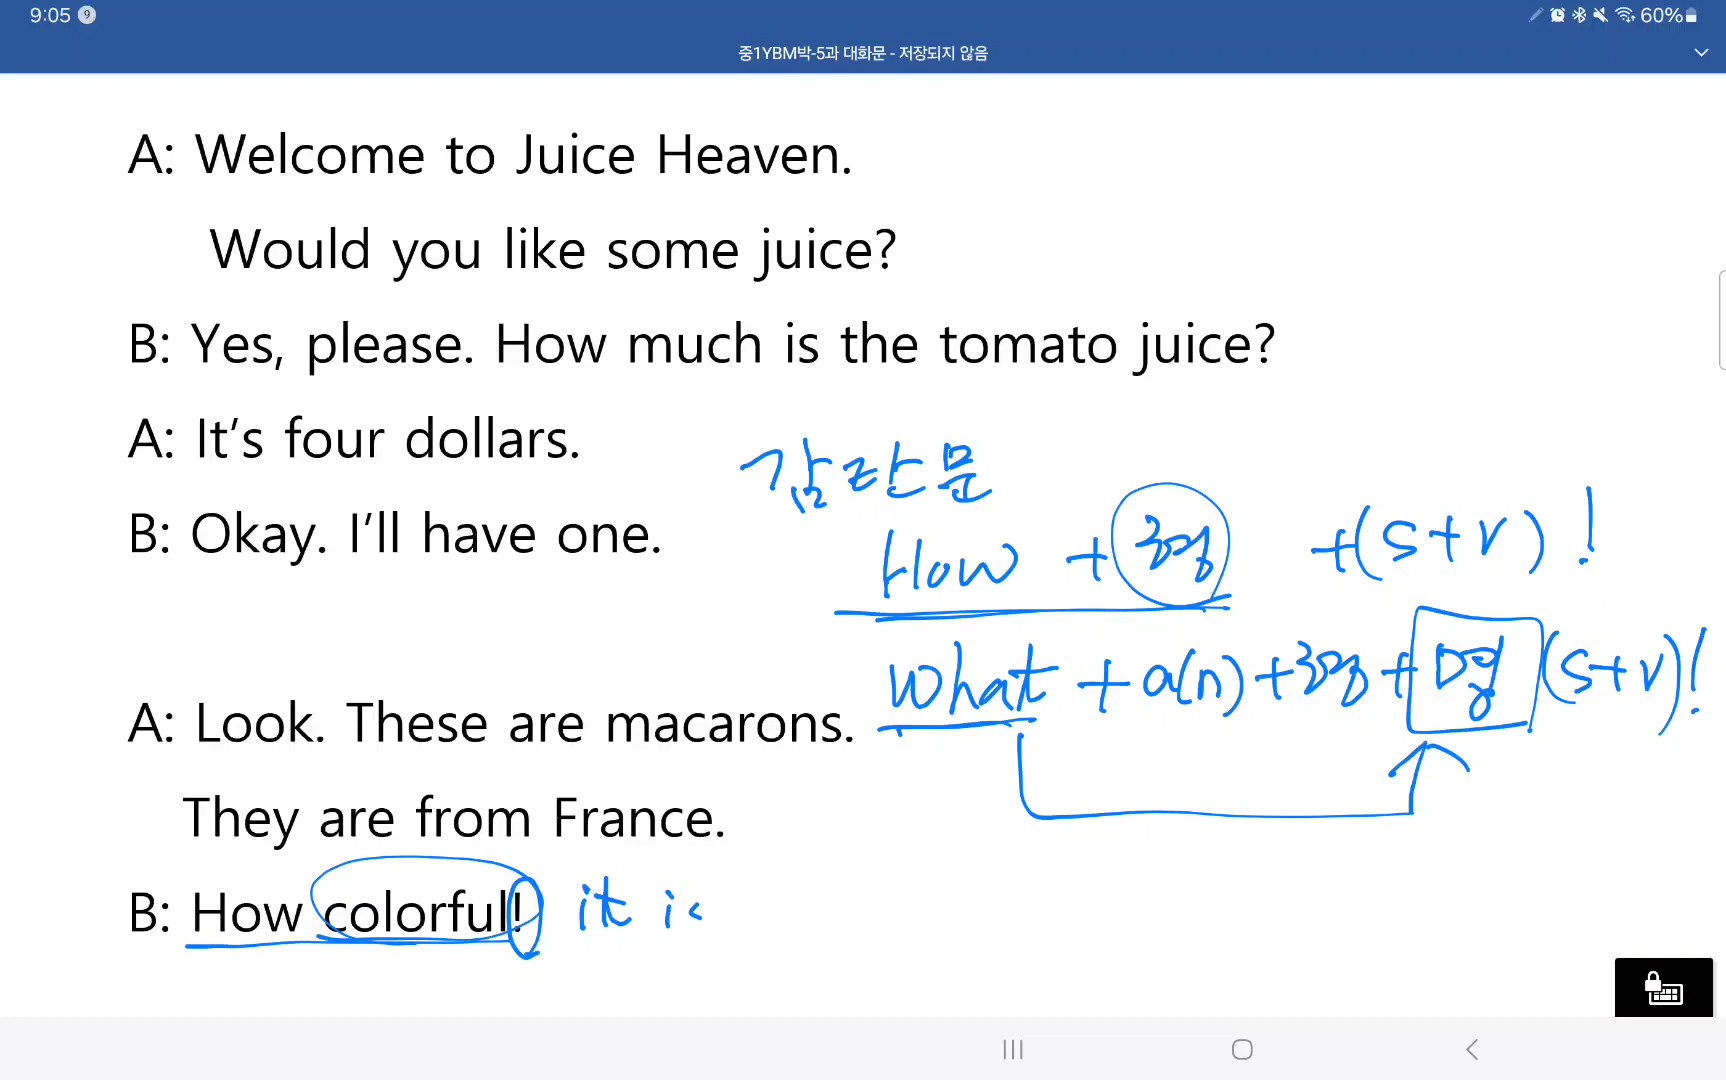 9:05 9 60%
중1YBM박-5과 대화문 - 저장되지 않음
A: Welcome to Juice Heaven.
Would you like some juice?
B: Yes, please. How much is the tomato juice?
A: It's four dollars.
B: Okay. I'll have one.
감탄문
How + 형 + (s+v) !
What + a(n) + 형 + 명 (s+v) !
A: Look. These are macarons.
They are from France.
B: How colorful! it is